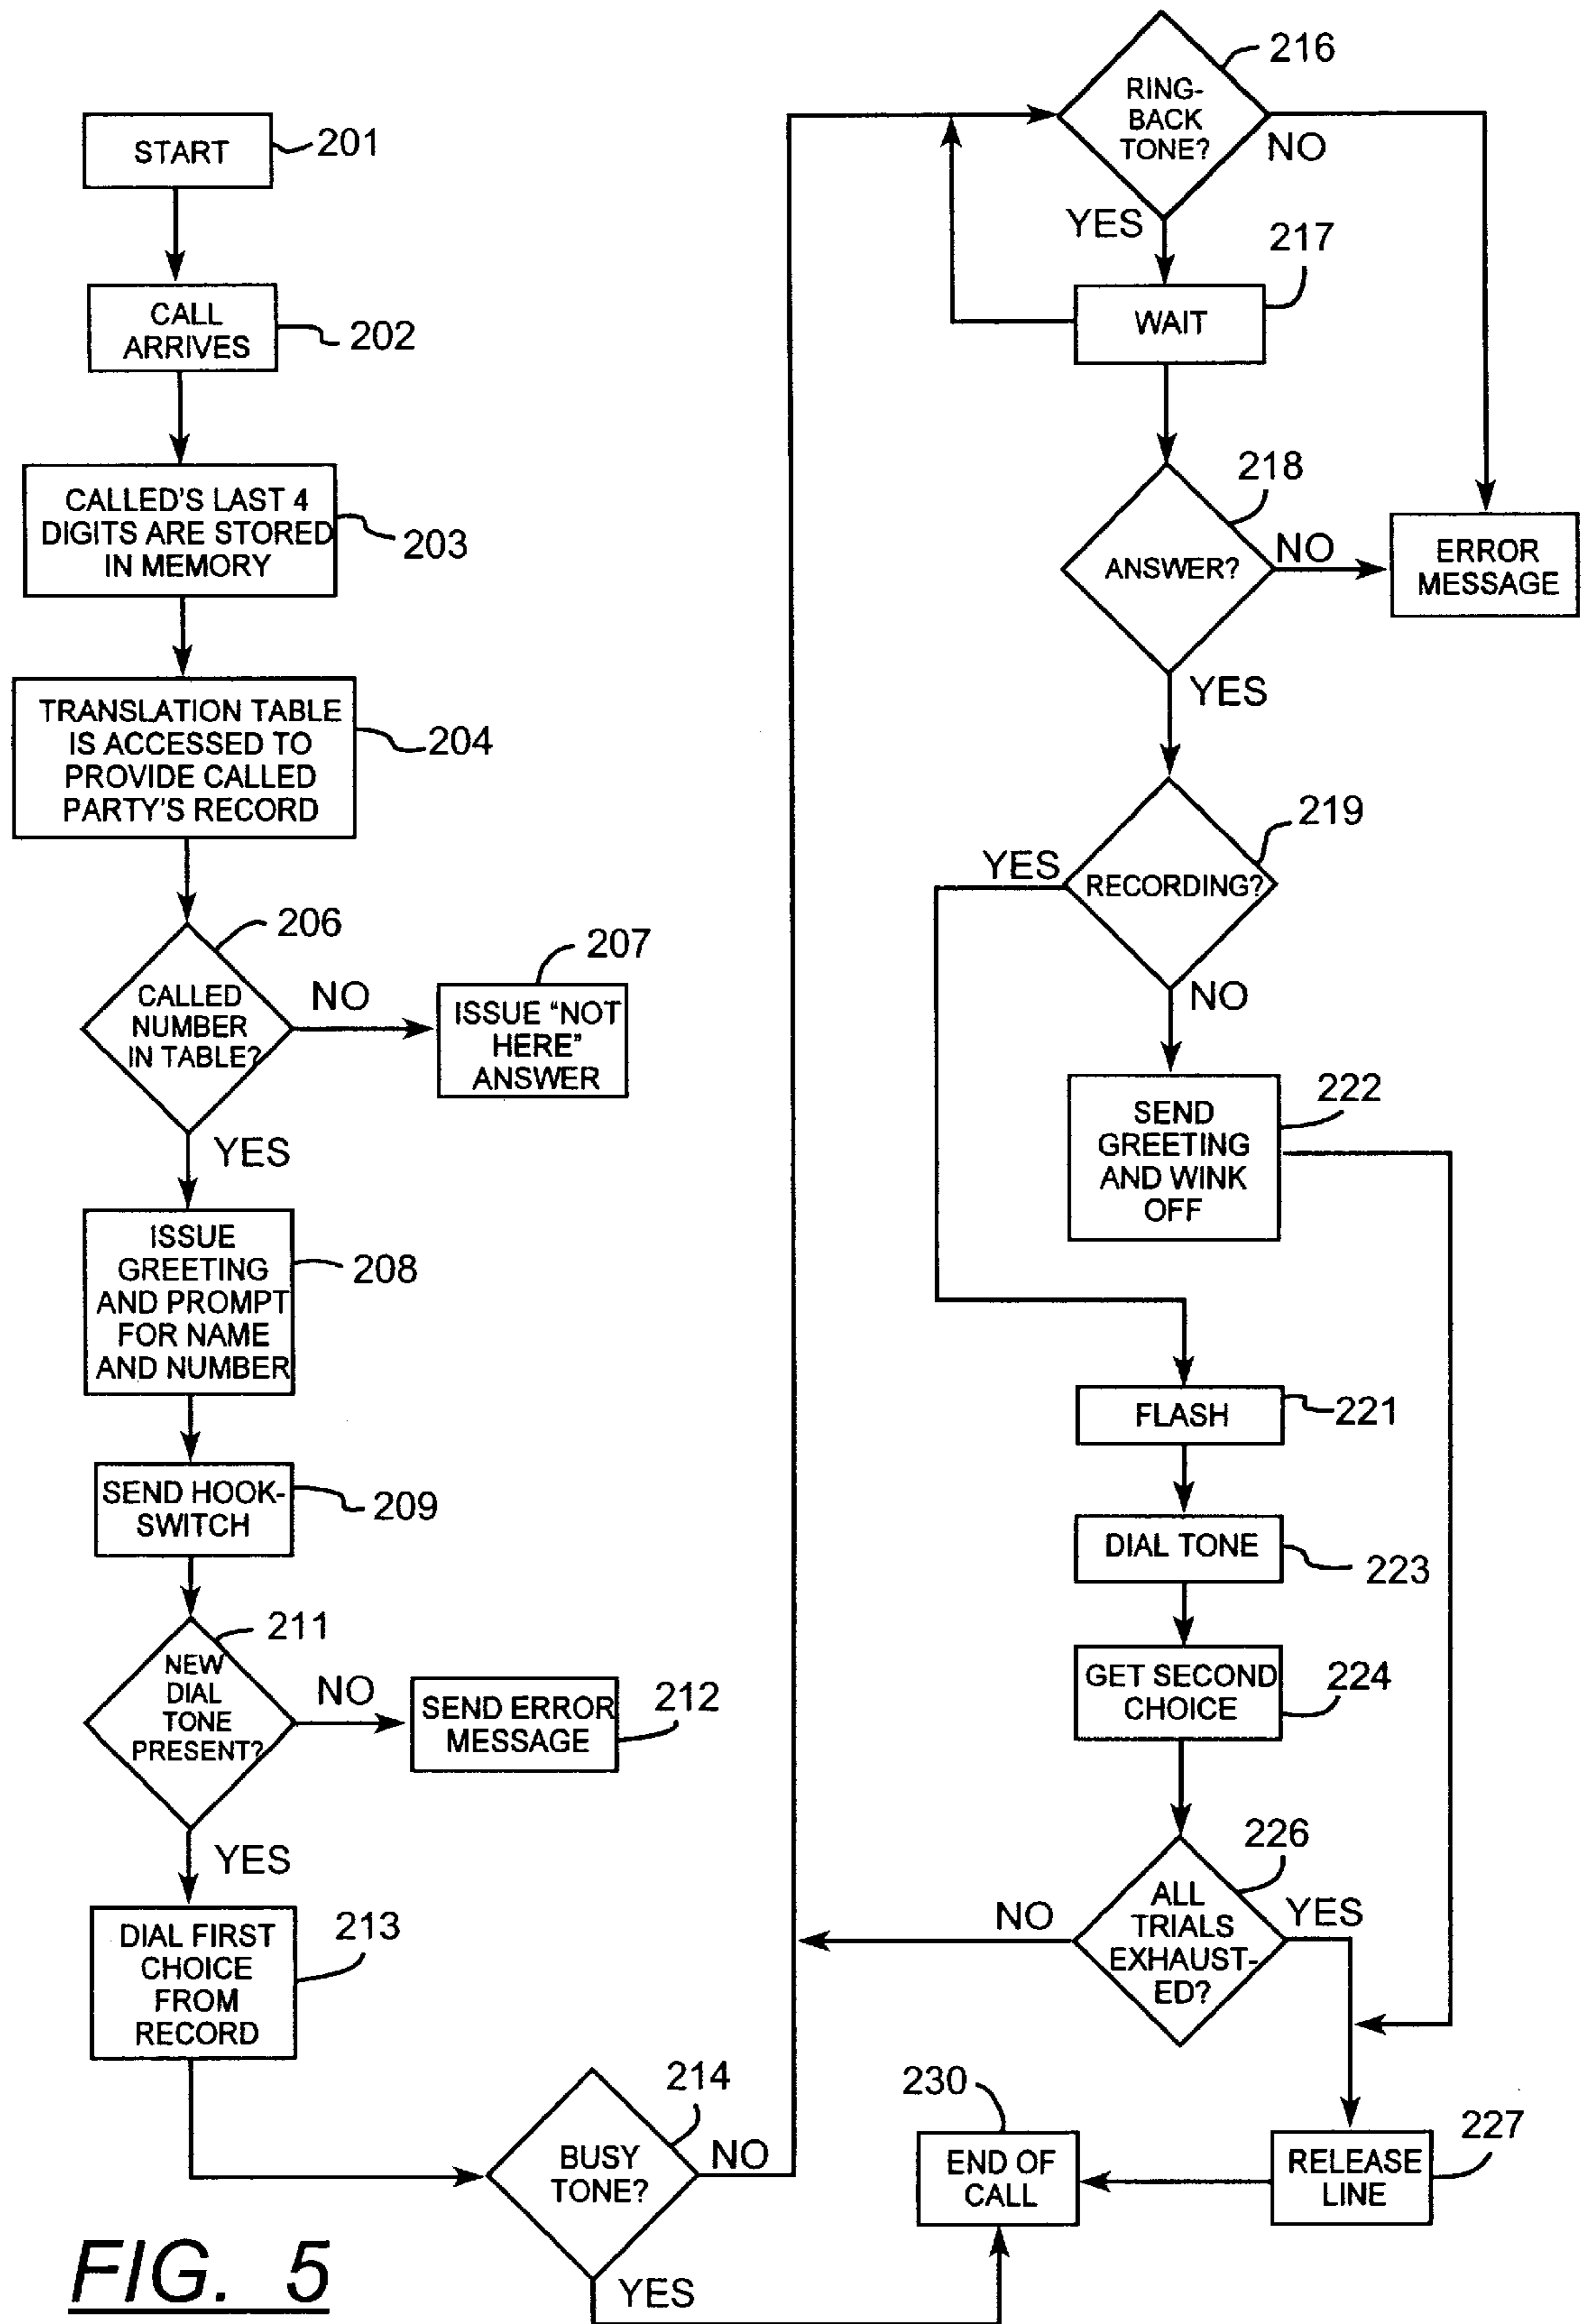 START
201
CALL
ARRIVES
202
CALLED'S LAST 4
DIGITS ARE STORED
IN MEMORY
203
TRANSLATION TABLE
IS ACCESSED TO
PROVIDE CALLED
PARTY'S RECORD
204
206
CALLED
NUMBER
IN TABLE?
NO
207
ISSUE “NOT
HERE”
ANSWER
YES
ISSUE
GREETING
AND PROMPT
FOR NAME
AND NUMBER
208
SEND HOOK-
SWITCH
209
211
NEW
DIAL
TONE
PRESENT?
NO
SEND ERROR
MESSAGE
212
YES
DIAL FIRST
CHOICE
FROM
RECORD
213
214
BUSY
TONE?
NO
YES
216
RING-
BACK
TONE?
NO
YES
217
WAIT
218
ANSWER?
NO
ERROR
MESSAGE
YES
219
RECORDING?
YES
NO
222
SEND
GREETING
AND WINK
OFF
FLASH
221
DIAL TONE
223
GET SECOND
CHOICE
224
226
ALL
TRIALS
EXHAUST-
ED?
NO
YES
230
END OF
CALL
RELEASE
LINE
227
FIG. 5